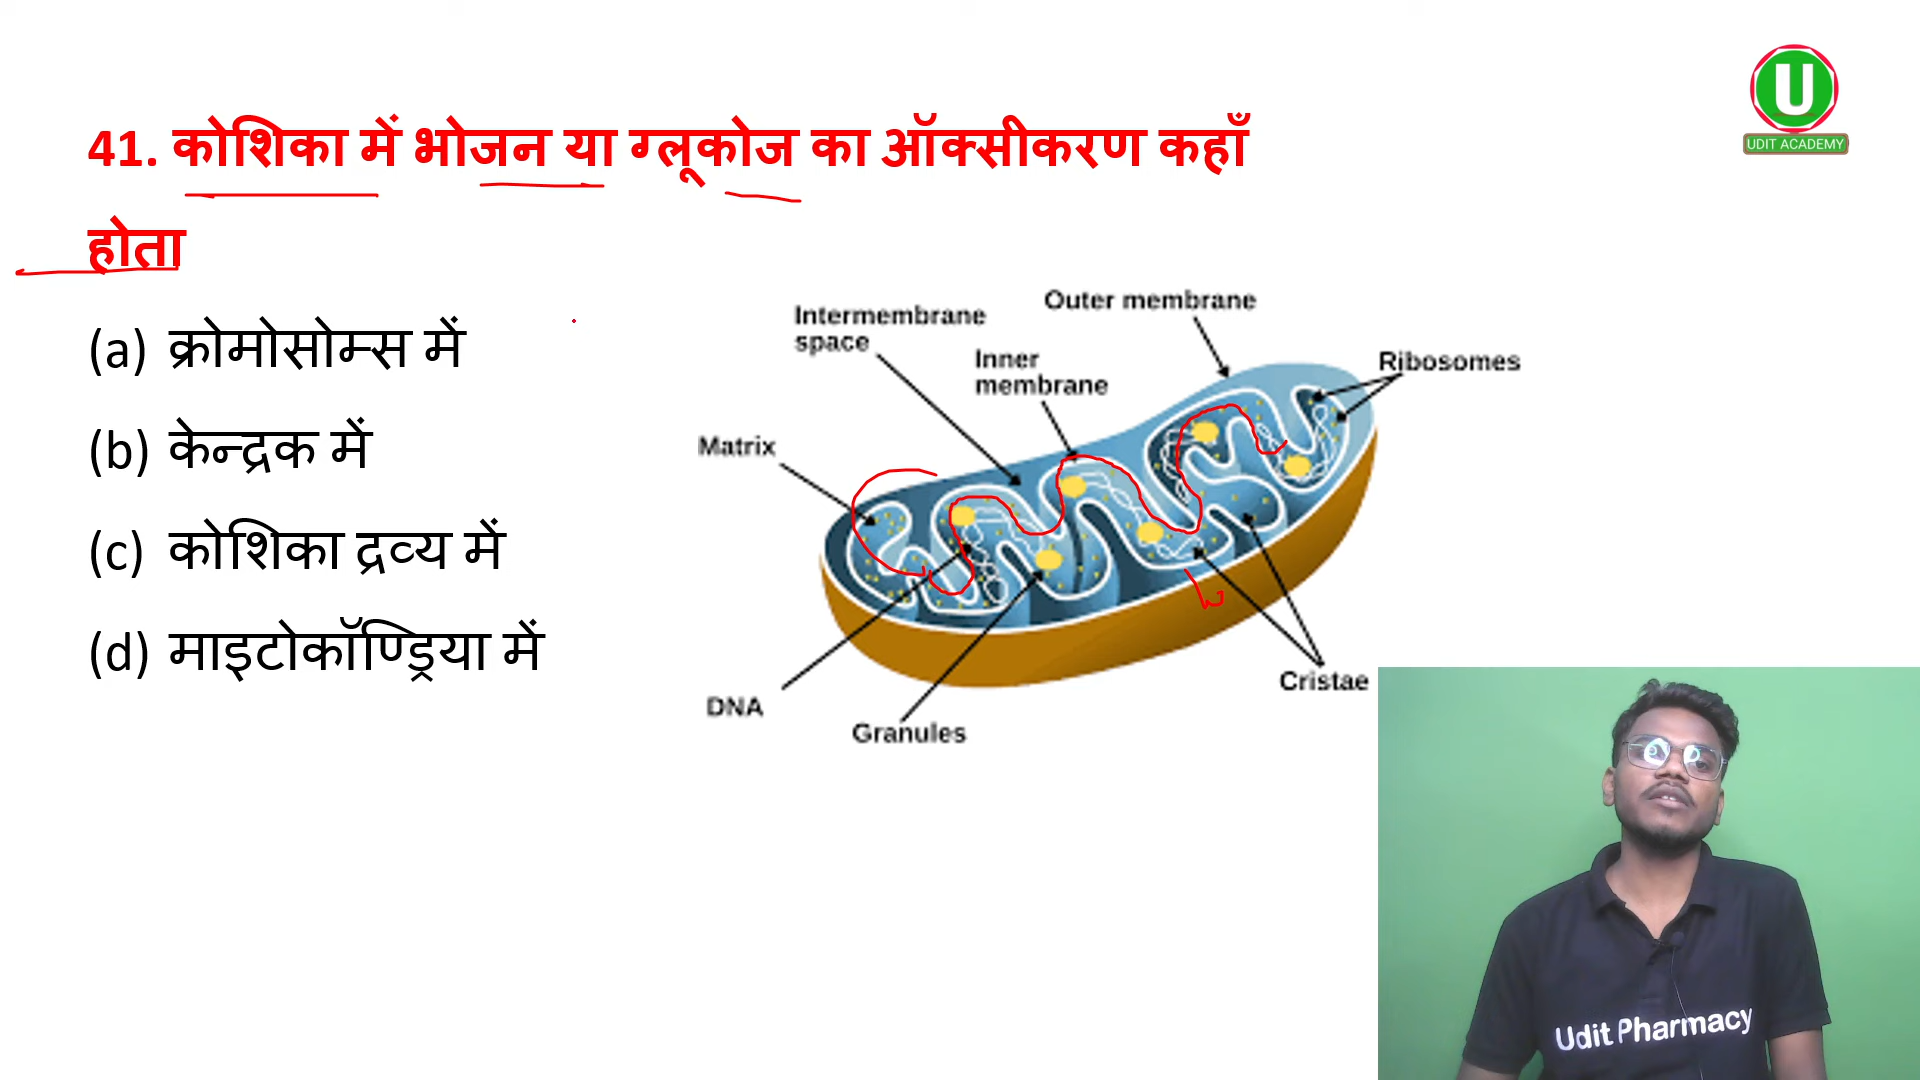 41. कोशिका में भोजन या ग्लूकोज का ऑक्सीकरण कहाँ
होता
(a) क्रोमोसोम्स में
(b) केन्द्रक में
(c) कोशिका द्रव्य में
(d) माइटोकॉण्ड्रिया में
U
UDIT ACADEMY
Outer membrane
Intermembrane
space
Inner
membrane
Ribosomes
Matrix
DNA
Granules
Cristae
Udit Pharmacy